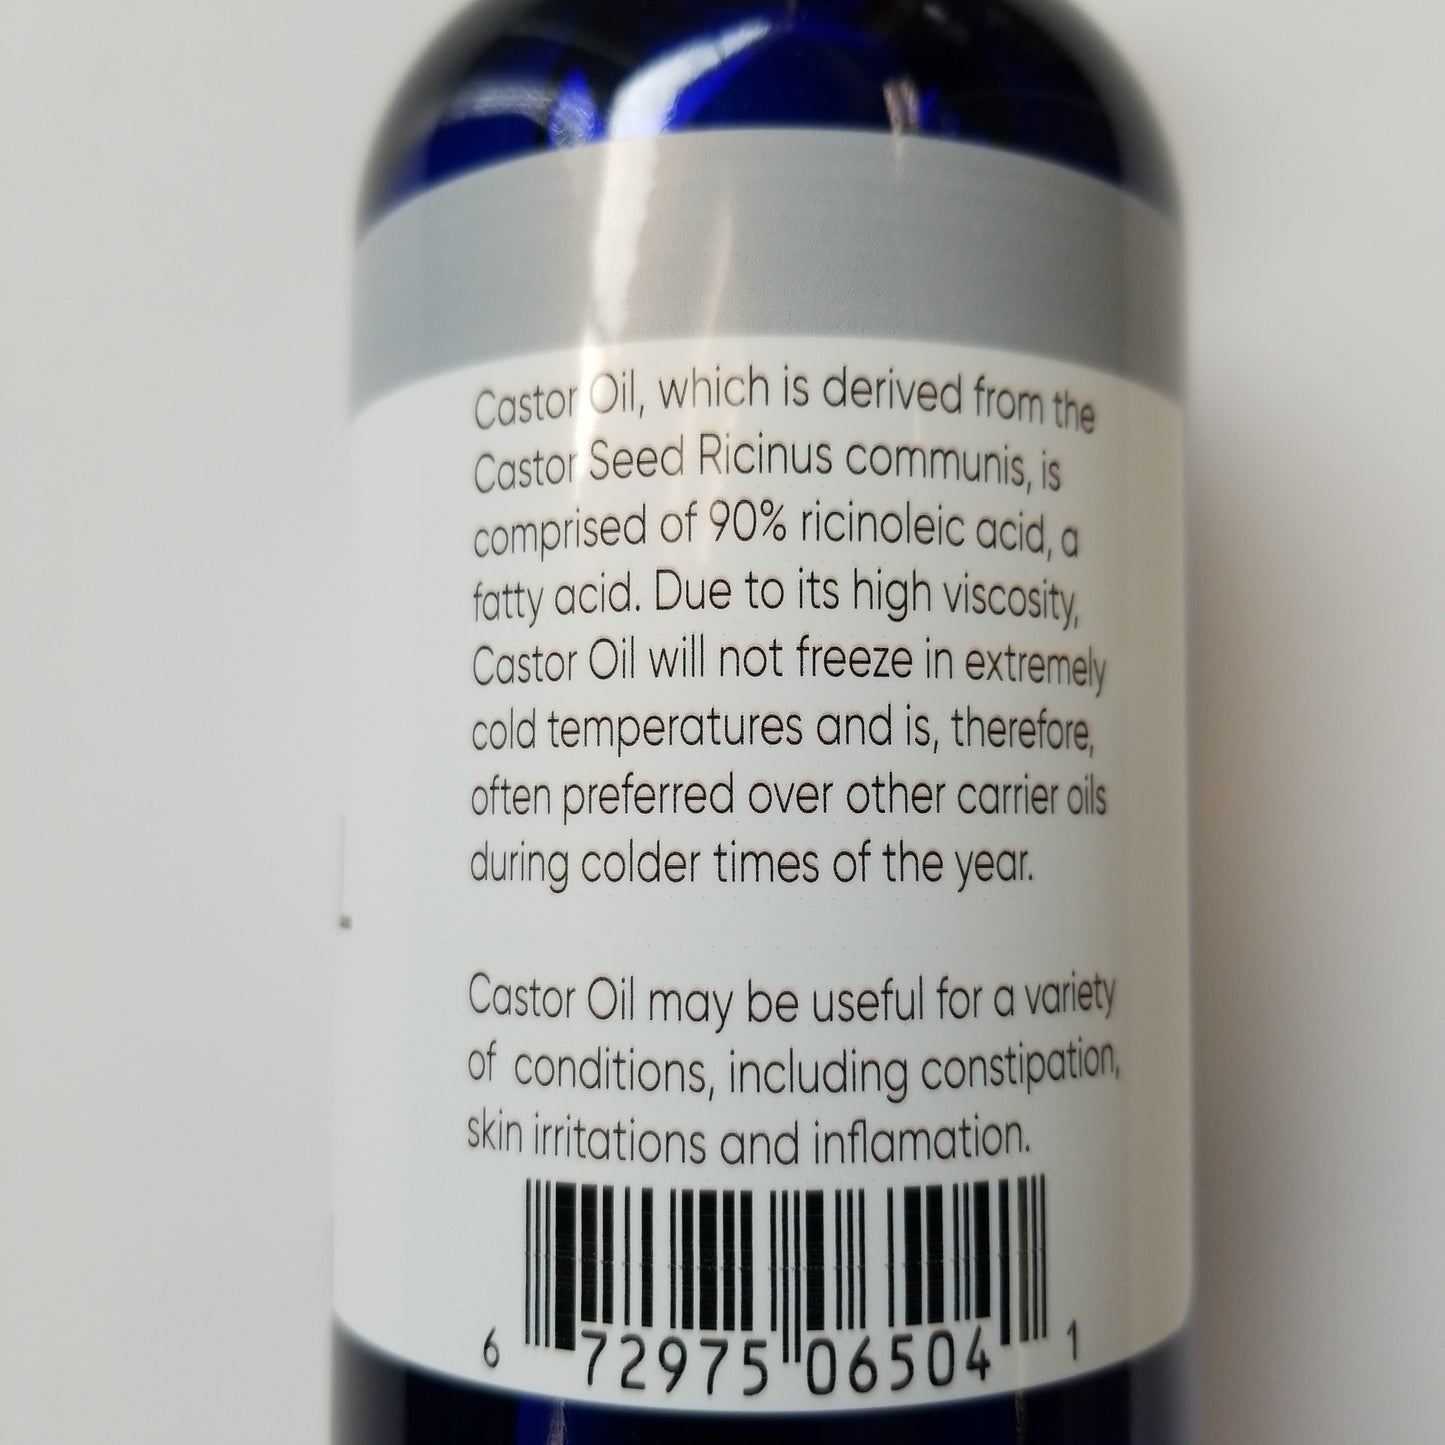 Castor Oil, which is derived from the
Castor Seed Ricinus communis, is
comprised of 90% ricinoleic acid, a
fatty acid. Due to its high viscosity,
Castor Oil will not freeze in extremely
cold temperatures and is, therefore,
often preferred over other carrier oils
during colder times of the year.
Castor Oil may be useful for a variety
of conditions, including constipation,
skin irritations and inflamation.
6 72975 06504 1